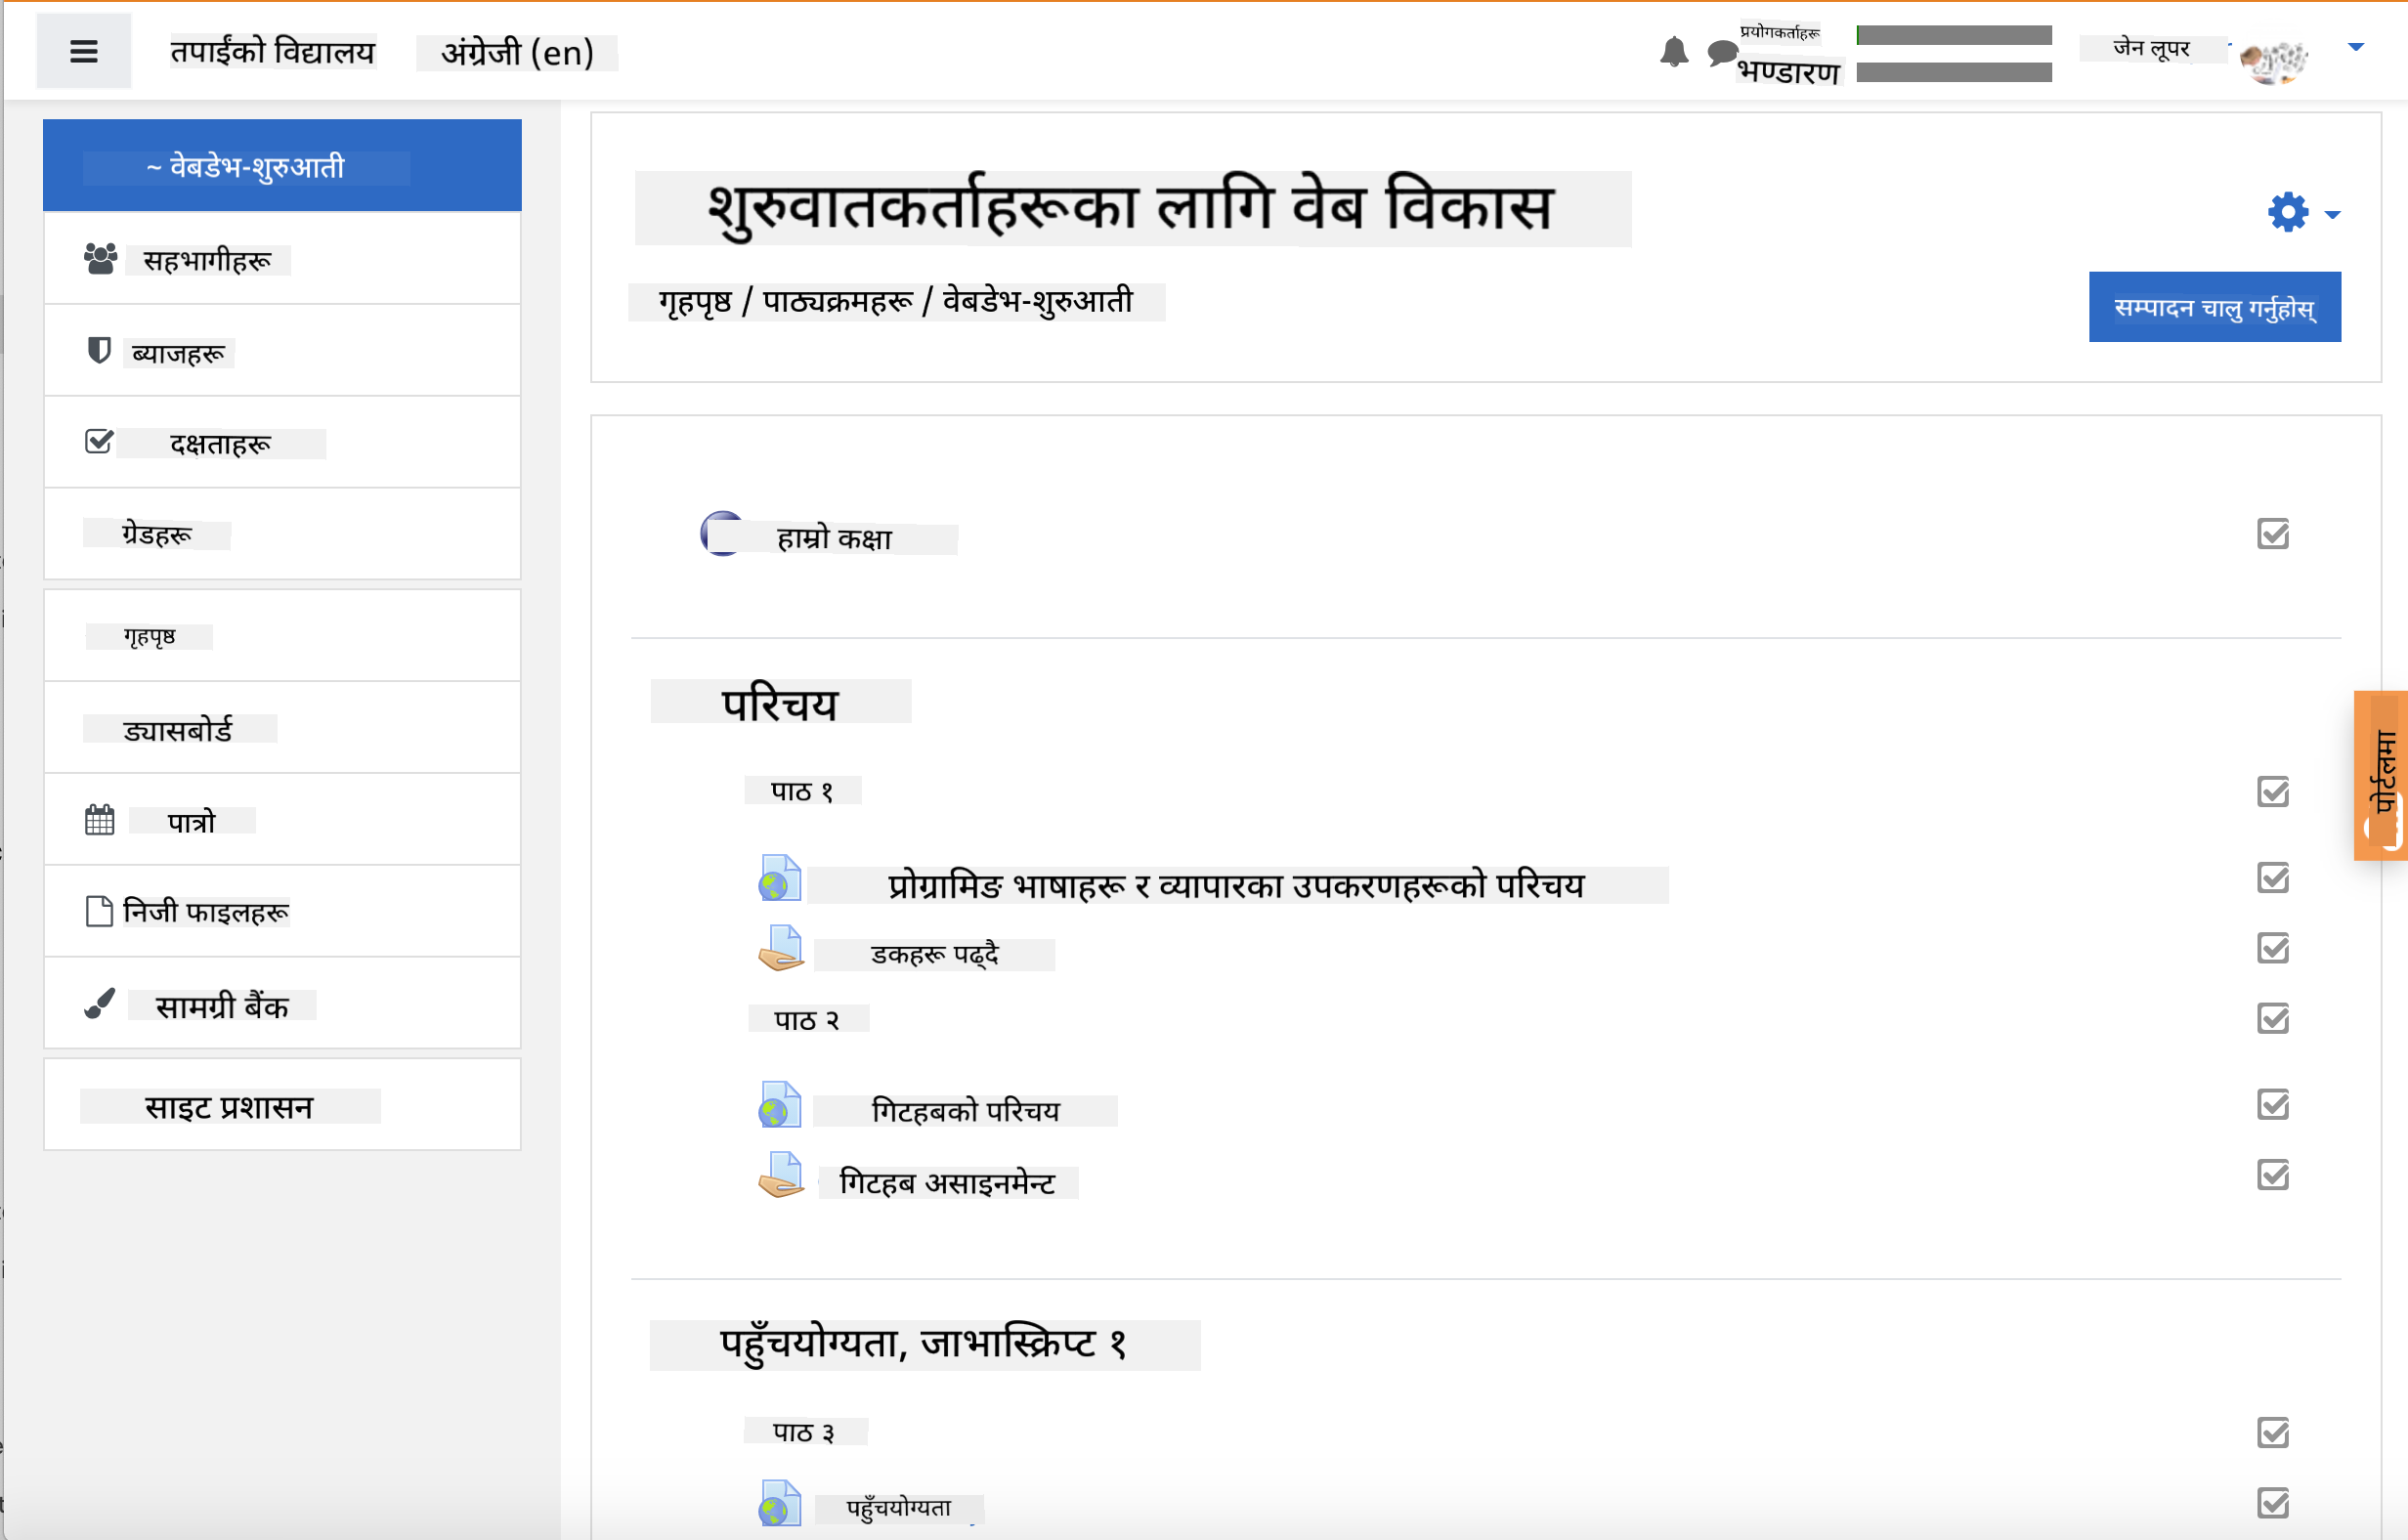 तपाईंको विद्यालय
अंग्रेजी (en)
प्रयोगकर्ताहरू
भण्डारण
जेन लूपर
~ वेबडेभ-शुरुआती
सहभागीहरू
ब्याजहरू
दक्षताहरू
ग्रेडहरू
गृहपृष्ठ
ड्यासबोर्ड
पात्रो
निजी फाइलहरू
सामग्री बैंक
साइट प्रशासन
शुरुवातकर्ताहरूका लागि वेब विकास
गृहपृष्ठ / पाठ्यक्रमहरू / वेबडेभ-शुरुआती
सम्पादन चालु गर्नुहोस्
हाम्रो कक्षा
परिचय
पाठ १
प्रोग्रामिङ भाषाहरू र व्यापारका उपकरणहरूको परिचय
डकहरू पढ्दै
पाठ २
गिटहबको परिचय
गिटहब असाइनमेन्ट
पहुँचयोग्यता, जाभास्क्रिप्ट १
पाठ ३
पहुँचयोग्यता
पोर्टलमा